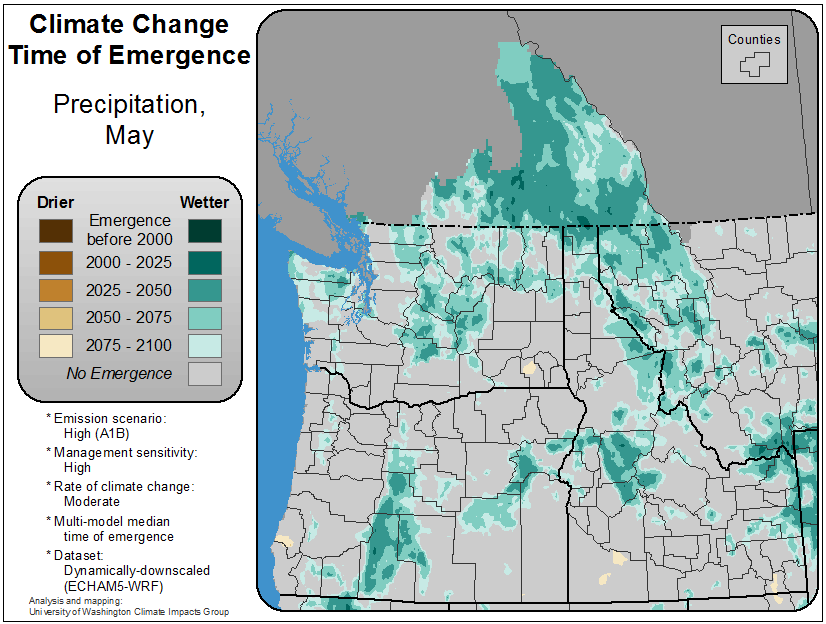 Climate Change
Time of Emergence
Precipitation,
May
Counties
Drier
Wetter
Emergence
before 2000
2000 - 2025
2025 - 2050
2050 - 2075
2075 - 2100
No Emergence
* Emission scenario:
High (A1B)
* Management sensitivity:
High
* Rate of climate change:
Moderate
* Multi-model median
time of emergence
* Dataset:
Dynamically-downscaled
(ECHAM5-WRF)
Analysis and mapping:
University of Washington Climate Impacts Group